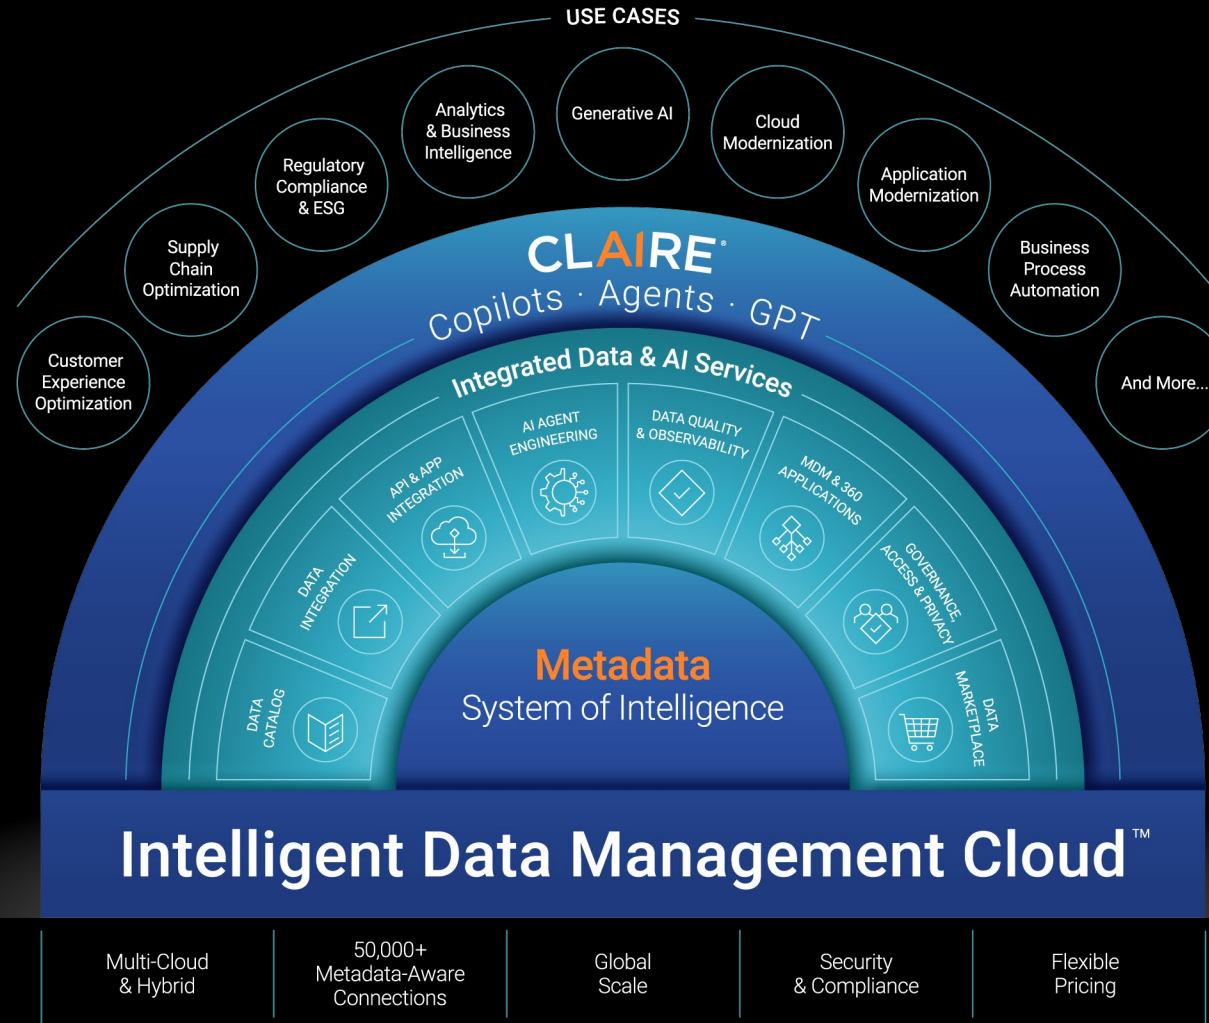 USE CASES
Customer
Experience
Optimization
Supply
Chain
Optimization
Regulatory
Compliance
& ESG
Analytics
& Business
Intelligence
Generative AI
Cloud
Modernization
Application
Modernization
Business
Process
Automation
And More...
CLAIRE®
Copilots · Agents · GPT
Integrated Data & AI Services
DATA
CATALOG
DATA
INTEGRATION
API & APP
INTEGRATION
AI AGENT
ENGINEERING
DATA QUALITY
& OBSERVABILITY
MDM & 360
APPLICATIONS
GOVERNANCE,
ACCESS & PRIVACY
DATA
MARKETPLACE
Metadata
System of Intelligence
Intelligent Data Management Cloud™
Multi-Cloud
& Hybrid
50,000+
Metadata-Aware
Connections
Global
Scale
Security
& Compliance
Flexible
Pricing